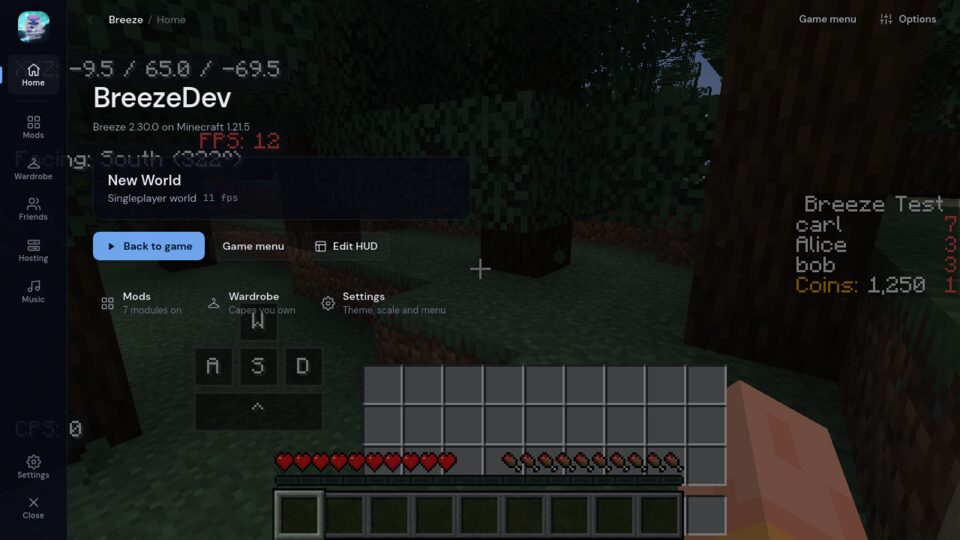 Breeze / Home
Game menu
Options
XYZ: -9.5 / 65.0 / -69.5
Home
BreezeDev
Breeze 2.30.0 on Minecraft 1.21.5
Mods
FPS: 12
Facing: South (322°)
Wardrobe
New World
Singleplayer world 11 fps
Friends
Breeze Test
carl 7
Alice 3
bob 3
Coins: 1,250 1
Hosting
Back to game
Game menu
Edit HUD
Music
Mods
7 modules on
Wardrobe
Capes you own
Settings
Theme, scale and menu
W
A S D
^
CPS: 0
Settings
Close